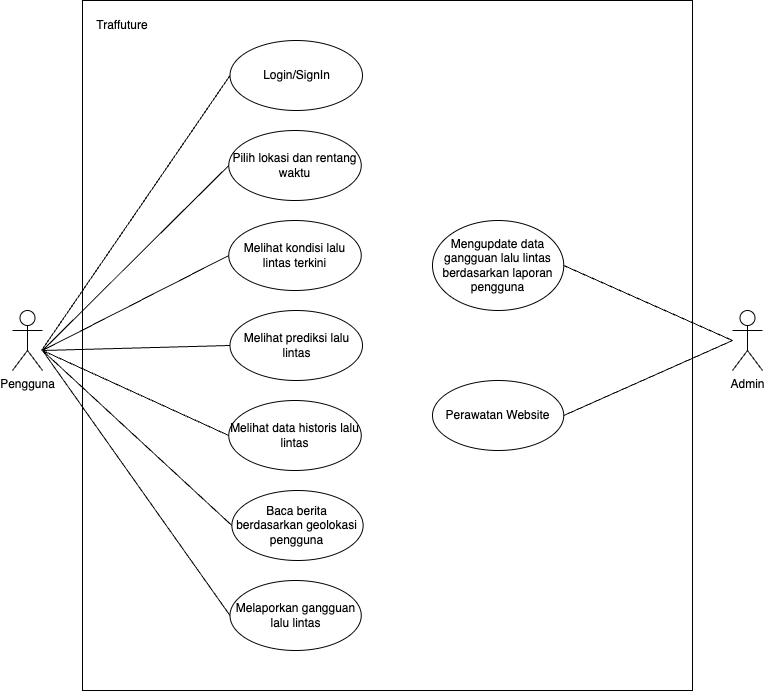 Traffuture
Login/SignIn
Pilih lokasi dan rentang
waktu
Melihat kondisi lalu
lintas terkini
Mengupdate data
gangguan lalu lintas
berdasarkan laporan
pengguna
Melihat prediksi lalu
lintas
Pengguna
Admin
Melihat data historis lalu
lintas
Perawatan Website
Baca berita
berdasarkan geolokasi
pengguna
Melaporkan gangguan
lalu lintas